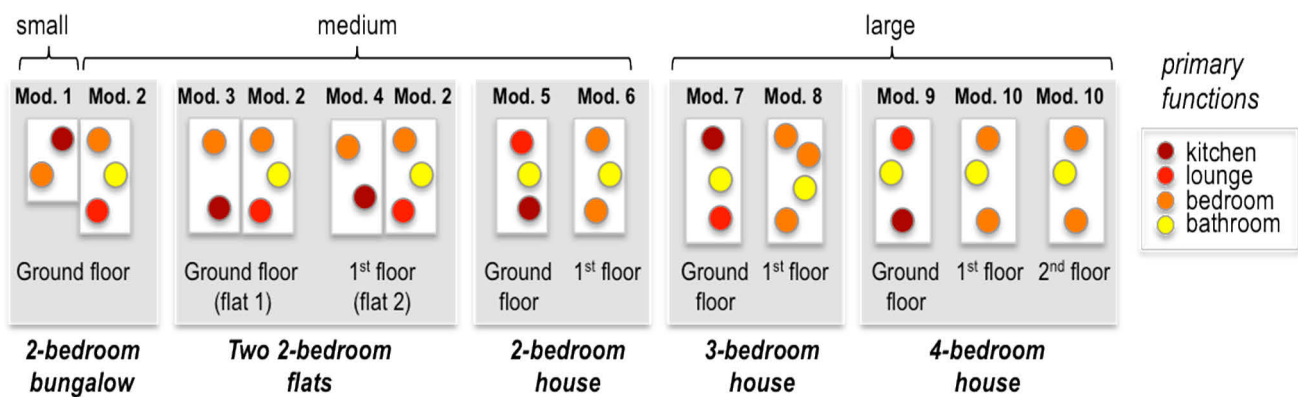 small medium large
primary
functions
Mod. 1 Mod. 2 Mod. 3 Mod. 2 Mod. 4 Mod. 2 Mod. 5 Mod. 6 Mod. 7 Mod. 8 Mod. 9 Mod. 10 Mod. 10
kitchen
lounge
bedroom
bathroom
Ground floor
Ground floor
(flat 1)
1st floor
(flat 2)
Ground
floor
1st floor
Ground
floor
1st floor
Ground
floor
1st floor
2nd floor
2-bedroom
bungalow
Two 2-bedroom
flats
2-bedroom
house
3-bedroom
house
4-bedroom
house